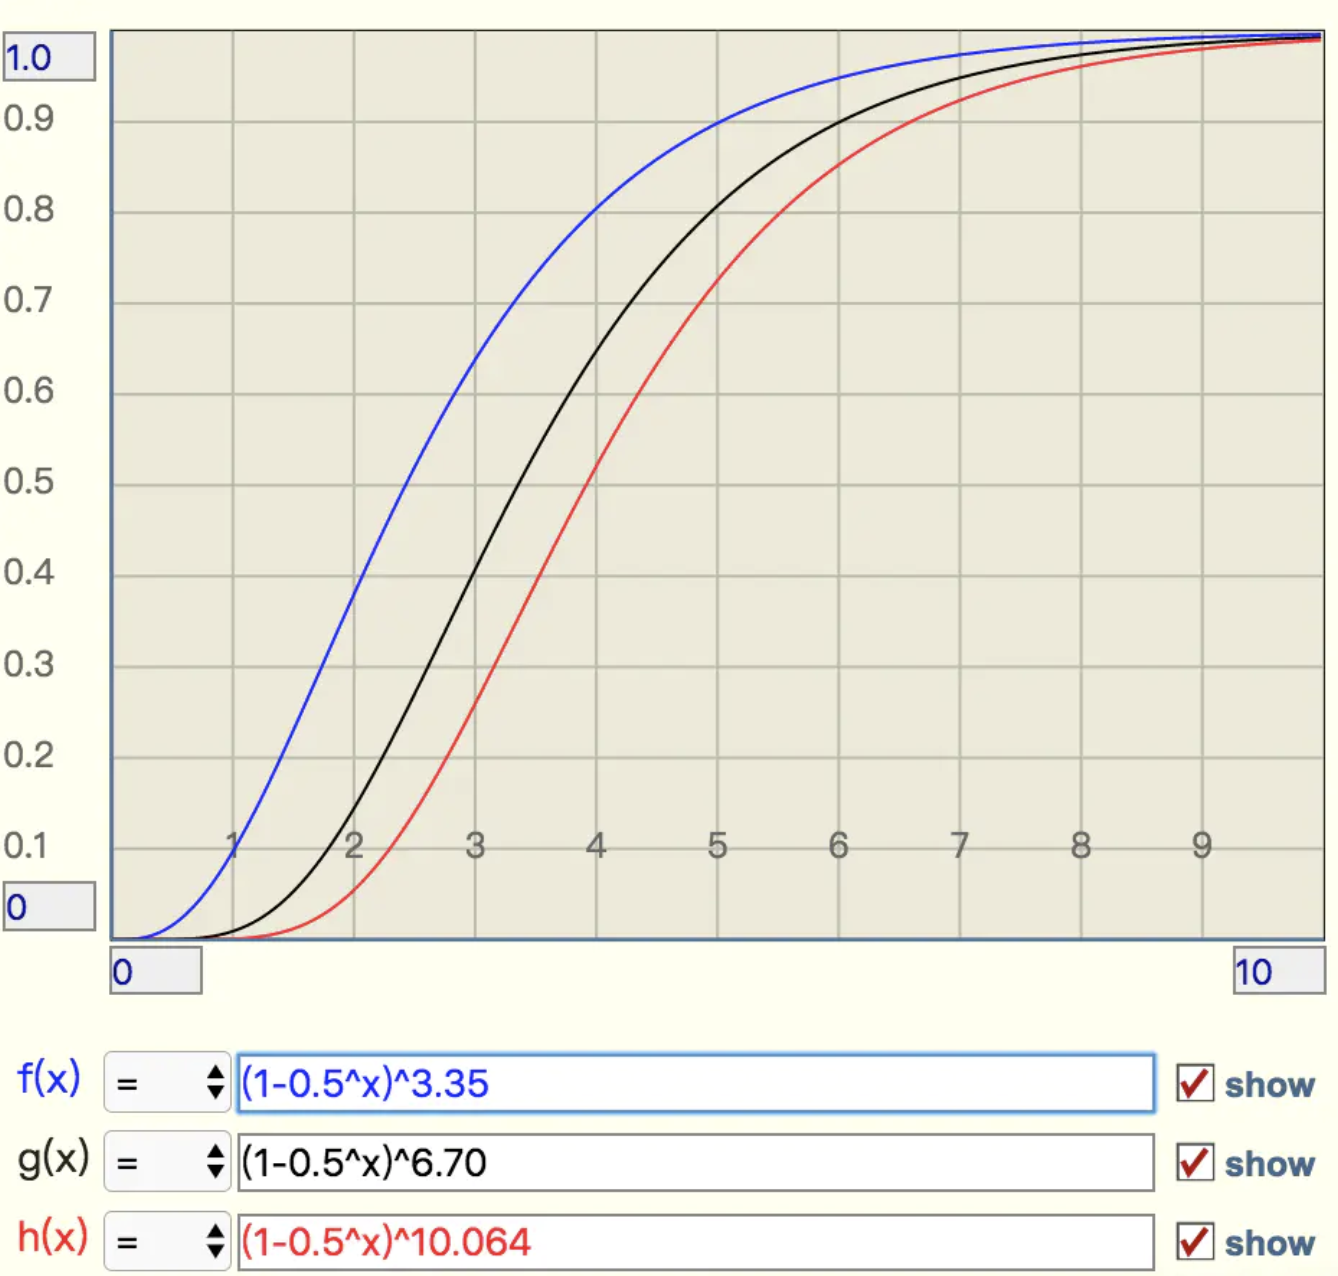 1.0
0.9
0.8
0.7
0.6
0.5
0.4
0.3
0.2
0.1 1 2 3 4 5 6 7 8 9
0
0 10
f(x) = (1-0.5^x)^3.35 show
g(x) = (1-0.5^x)^6.70 show
h(x) = (1-0.5^x)^10.064 show